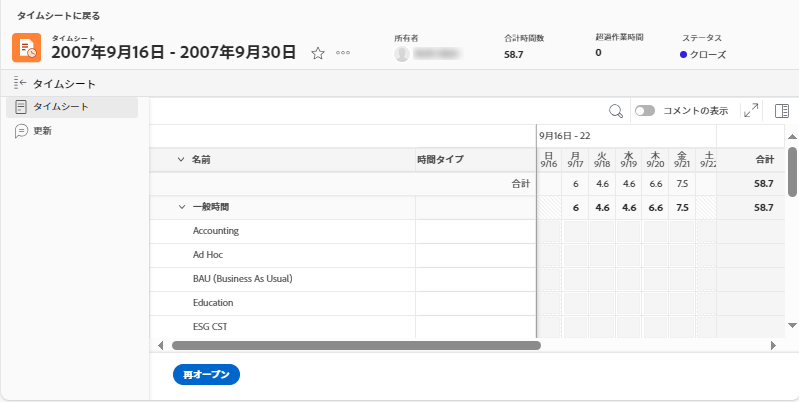 タイムシートに戻る
タイムシート
2007年9月16日 - 2007年9月30日
所有者
合計時間数
58.7
超過作業時間
0
ステータス
クローズ
タイムシート
タイムシート
更新
コメントの表示
9月16日 - 22
名前 時間タイプ 日 9/16 月 9/17 火 9/18 水 9/19 木 9/20 金 9/21 土 9/22 合計
合計 6 4.6 4.6 6.6 7.5 58.7
一般時間 6 4.6 4.6 6.6 7.5 58.7
Accounting
Ad Hoc
BAU (Business As Usual)
Education
ESG CST
再オープン